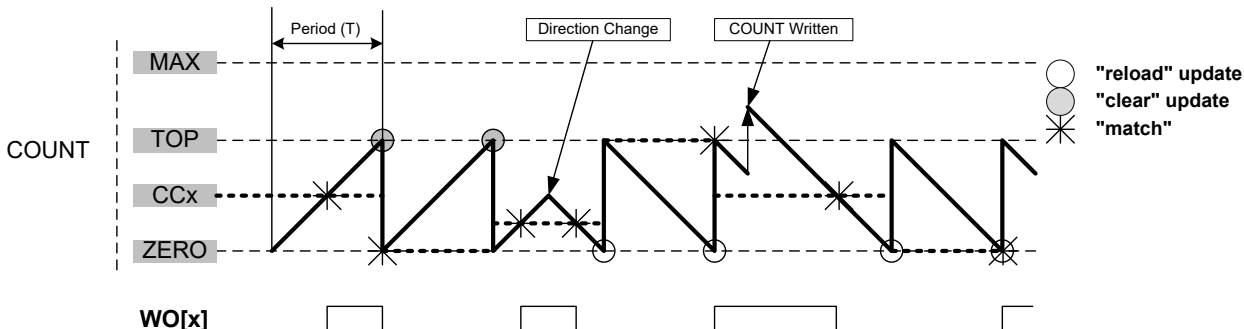 Period (T)
Direction Change
COUNT Written
MAX
"reload" update
"clear" update
"match"
TOP
COUNT
CCx
ZERO
WO[x]